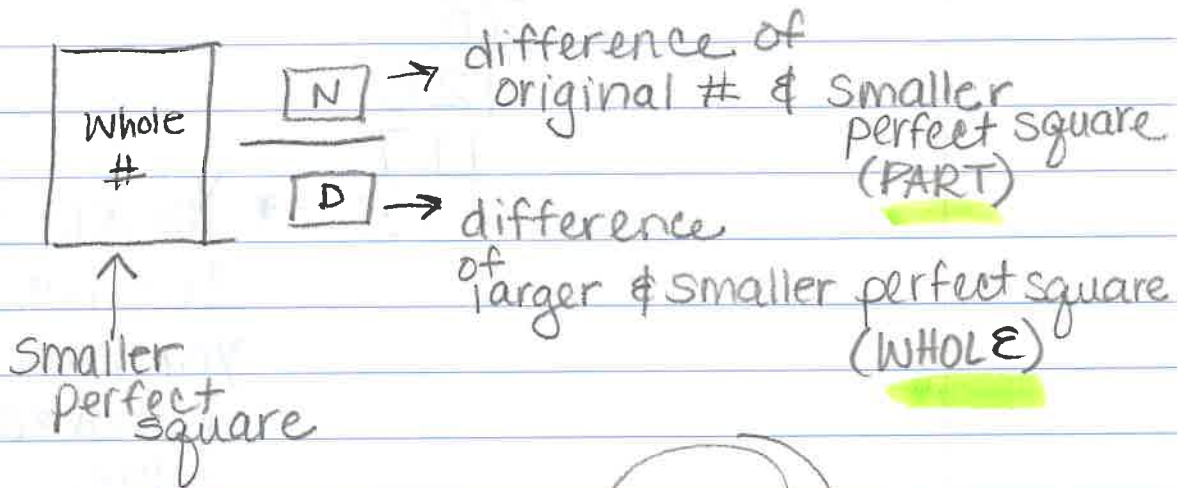 Whole
#
N → difference of
original # & smaller
perfect square
(PART)
D → difference
of
larger & smaller perfect square
(WHOLE)
Smaller
perfect
square